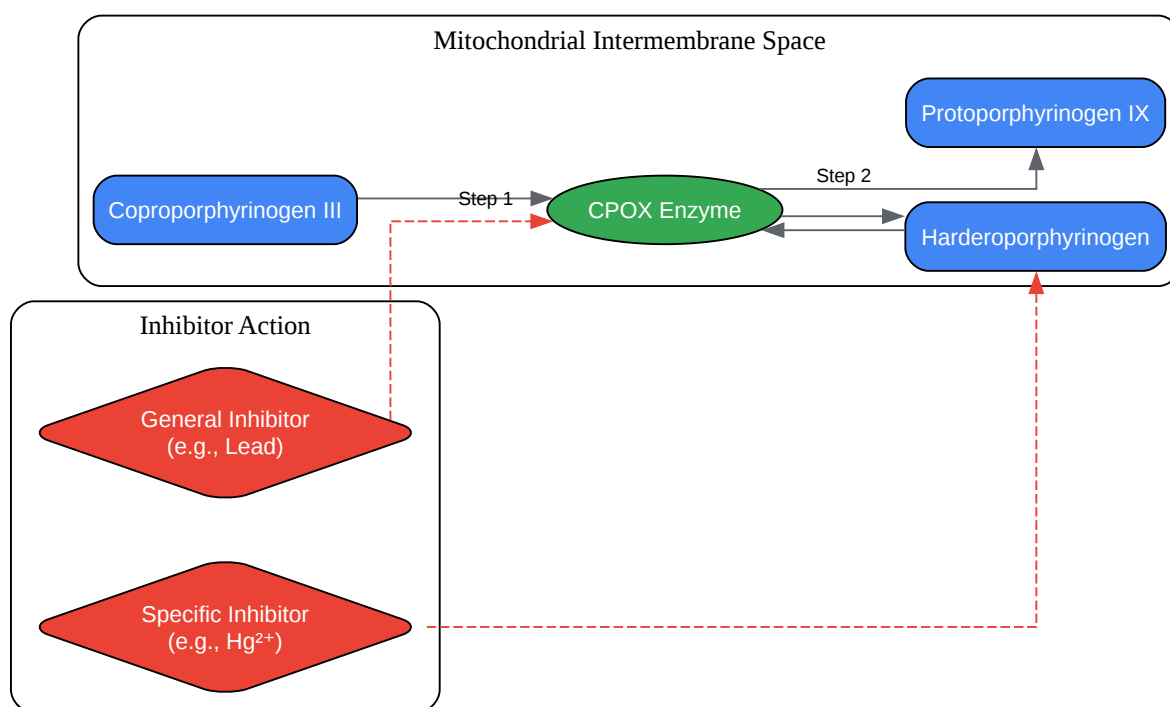 Mitochondrial Intermembrane Space
Protoporphyrinogen IX
Coproporphyrinogen III
Step 1
CPOX Enzyme
Step 2
Harderoporphyrinogen
Inhibitor Action
General Inhibitor
(e.g., Lead)
Specific Inhibitor
(e.g., Hg²⁺)